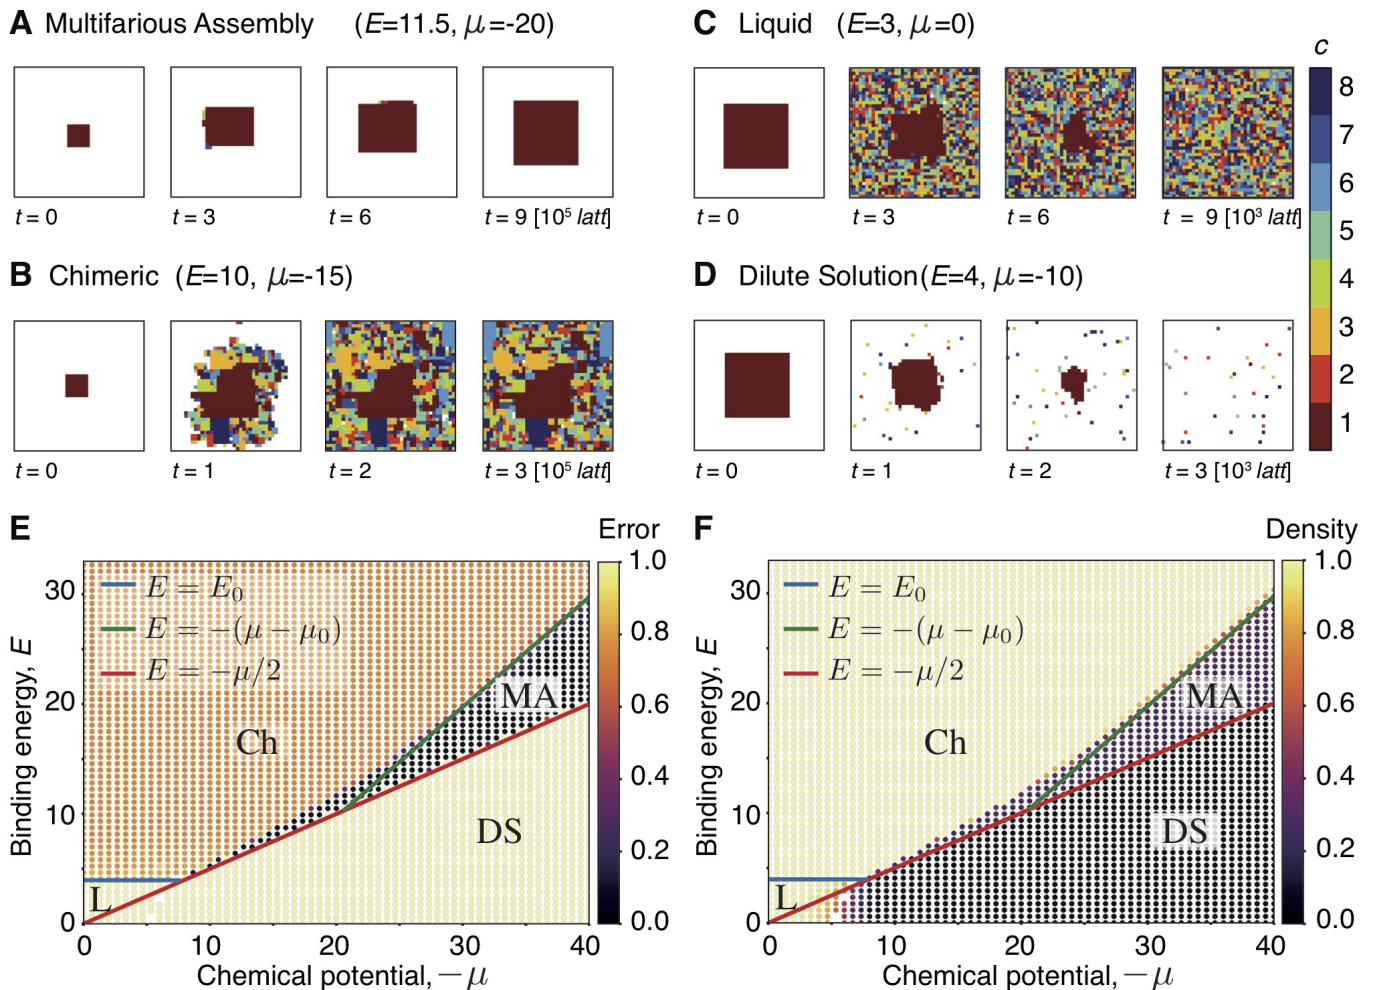 A Multifarious Assembly (E=11.5, μ=-20)
t = 0
t = 3
t = 6
t = 9 [10⁵ latt]
B Chimeric (E=10, μ=-15)
t = 0
t = 1
t = 2
t = 3 [10⁵ latt]
C Liquid (E=3, μ=0)
t = 0
t = 3
t = 6
t = 9 [10³ latt]
D Dilute Solution(E=4, μ=-10)
t = 0
t = 1
t = 2
t = 3 [10³ latt]
c
8
7
6
5
4
3
2
1
E
Error
E = E₀
E = −(μ − μ₀)
E = −μ/2
MA
Ch
DS
L
30
20
10
0
Binding energy, E
0 10 20 30 40
Chemical potential, −μ
1.0
0.8
0.6
0.4
0.2
0.0
F
Density
E = E₀
E = −(μ − μ₀)
E = −μ/2
MA
Ch
DS
L
30
20
10
0
Binding energy, E
0 10 20 30 40
Chemical potential, −μ
1.0
0.8
0.6
0.4
0.2
0.0